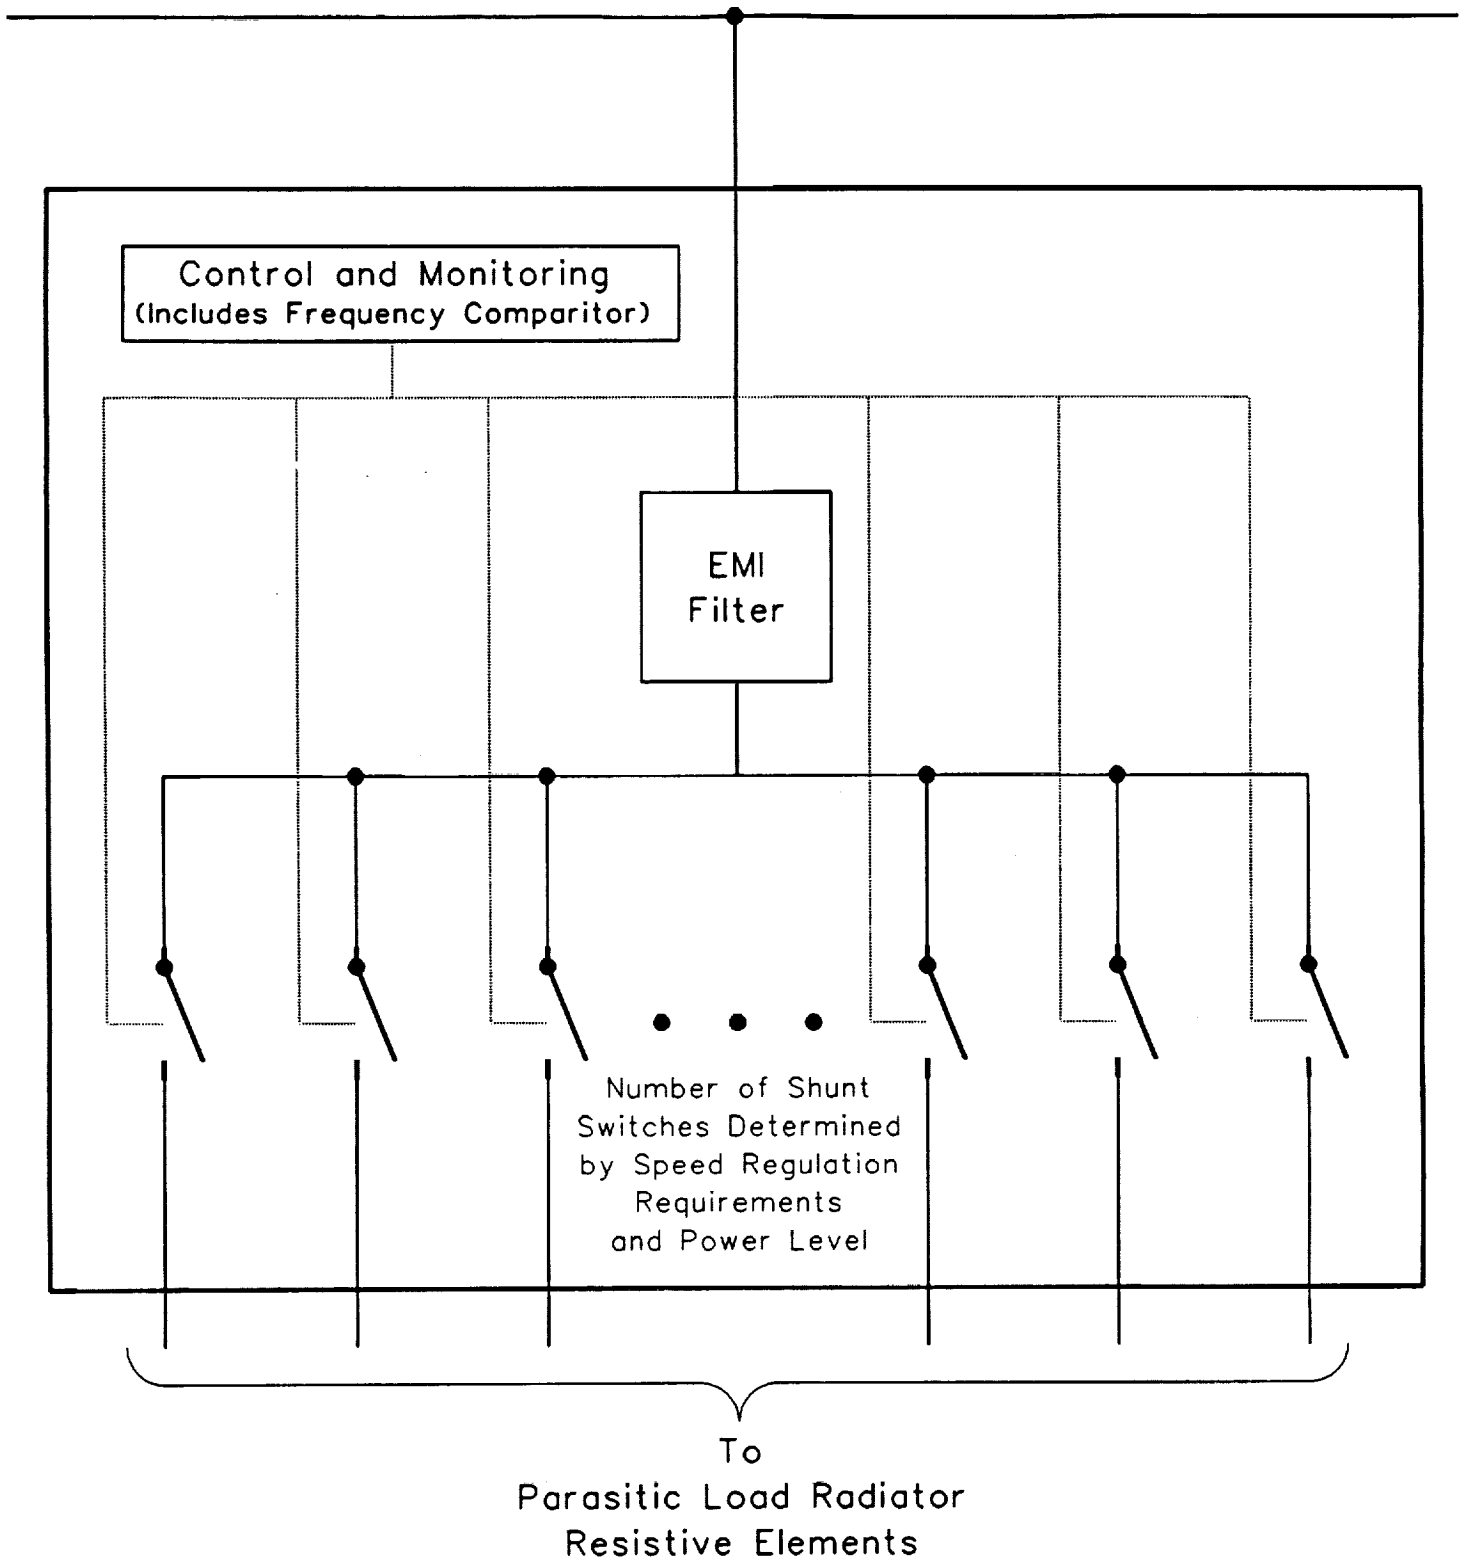 Control and Monitoring
(Includes Frequency Comparitor)
EMI
Filter
Number of Shunt
Switches Determined
by Speed Regulation
Requirements
and Power Level
To
Parasitic Load Radiator
Resistive Elements